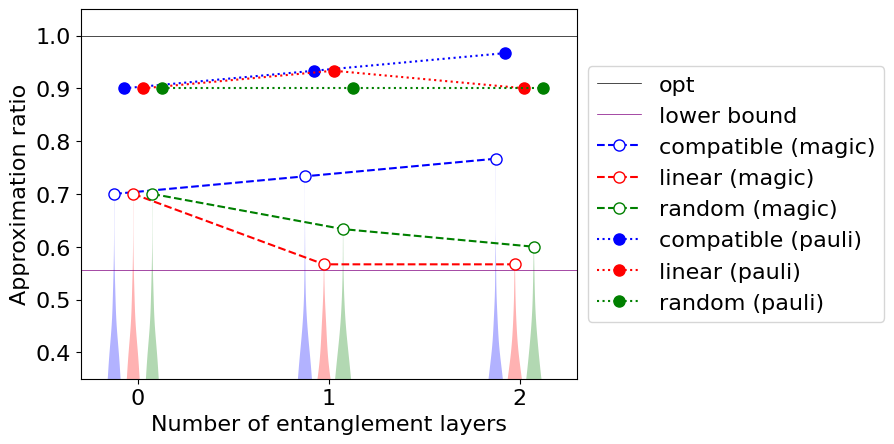 1.0
0.9
0.8
0.7
0.6
0.5
0.4
Approximation ratio
0 1 2
Number of entanglement layers
opt
lower bound
compatible (magic)
linear (magic)
random (magic)
compatible (pauli)
linear (pauli)
random (pauli)